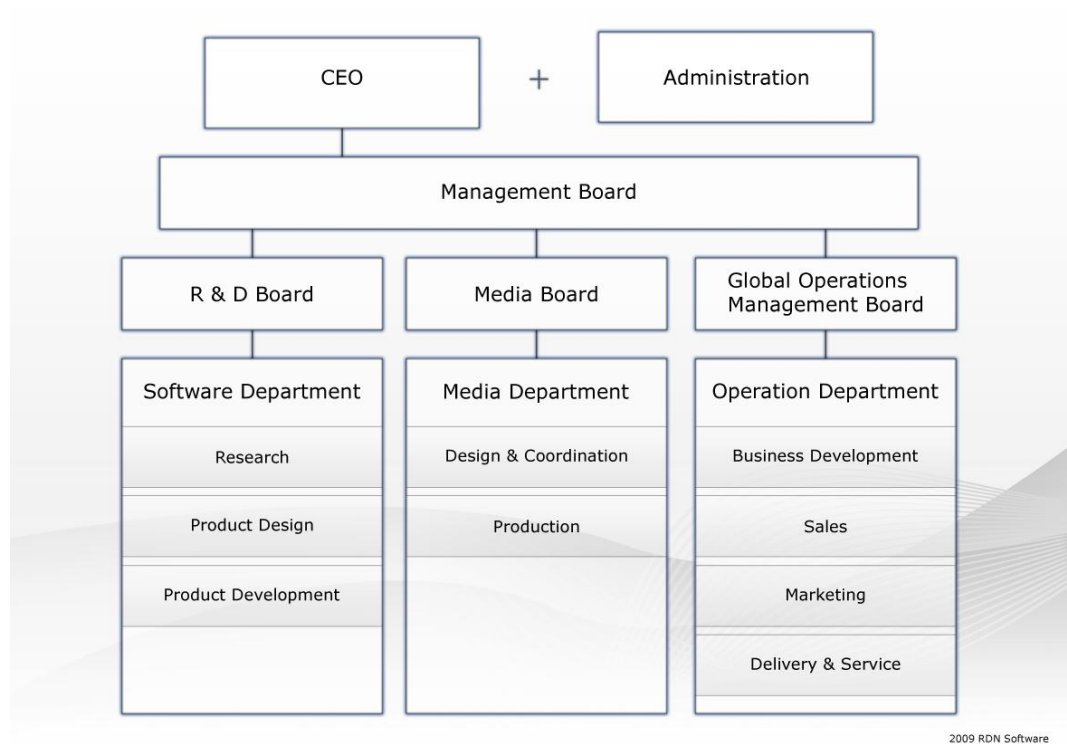 CEO
+
Administration
Management Board
R & D Board
Media Board
Global Operations
Management Board
Software Department
Research
Product Design
Product Development
Media Department
Design & Coordination
Production
Operation Department
Business Development
Sales
Marketing
Delivery & Service
2009 RDN Software